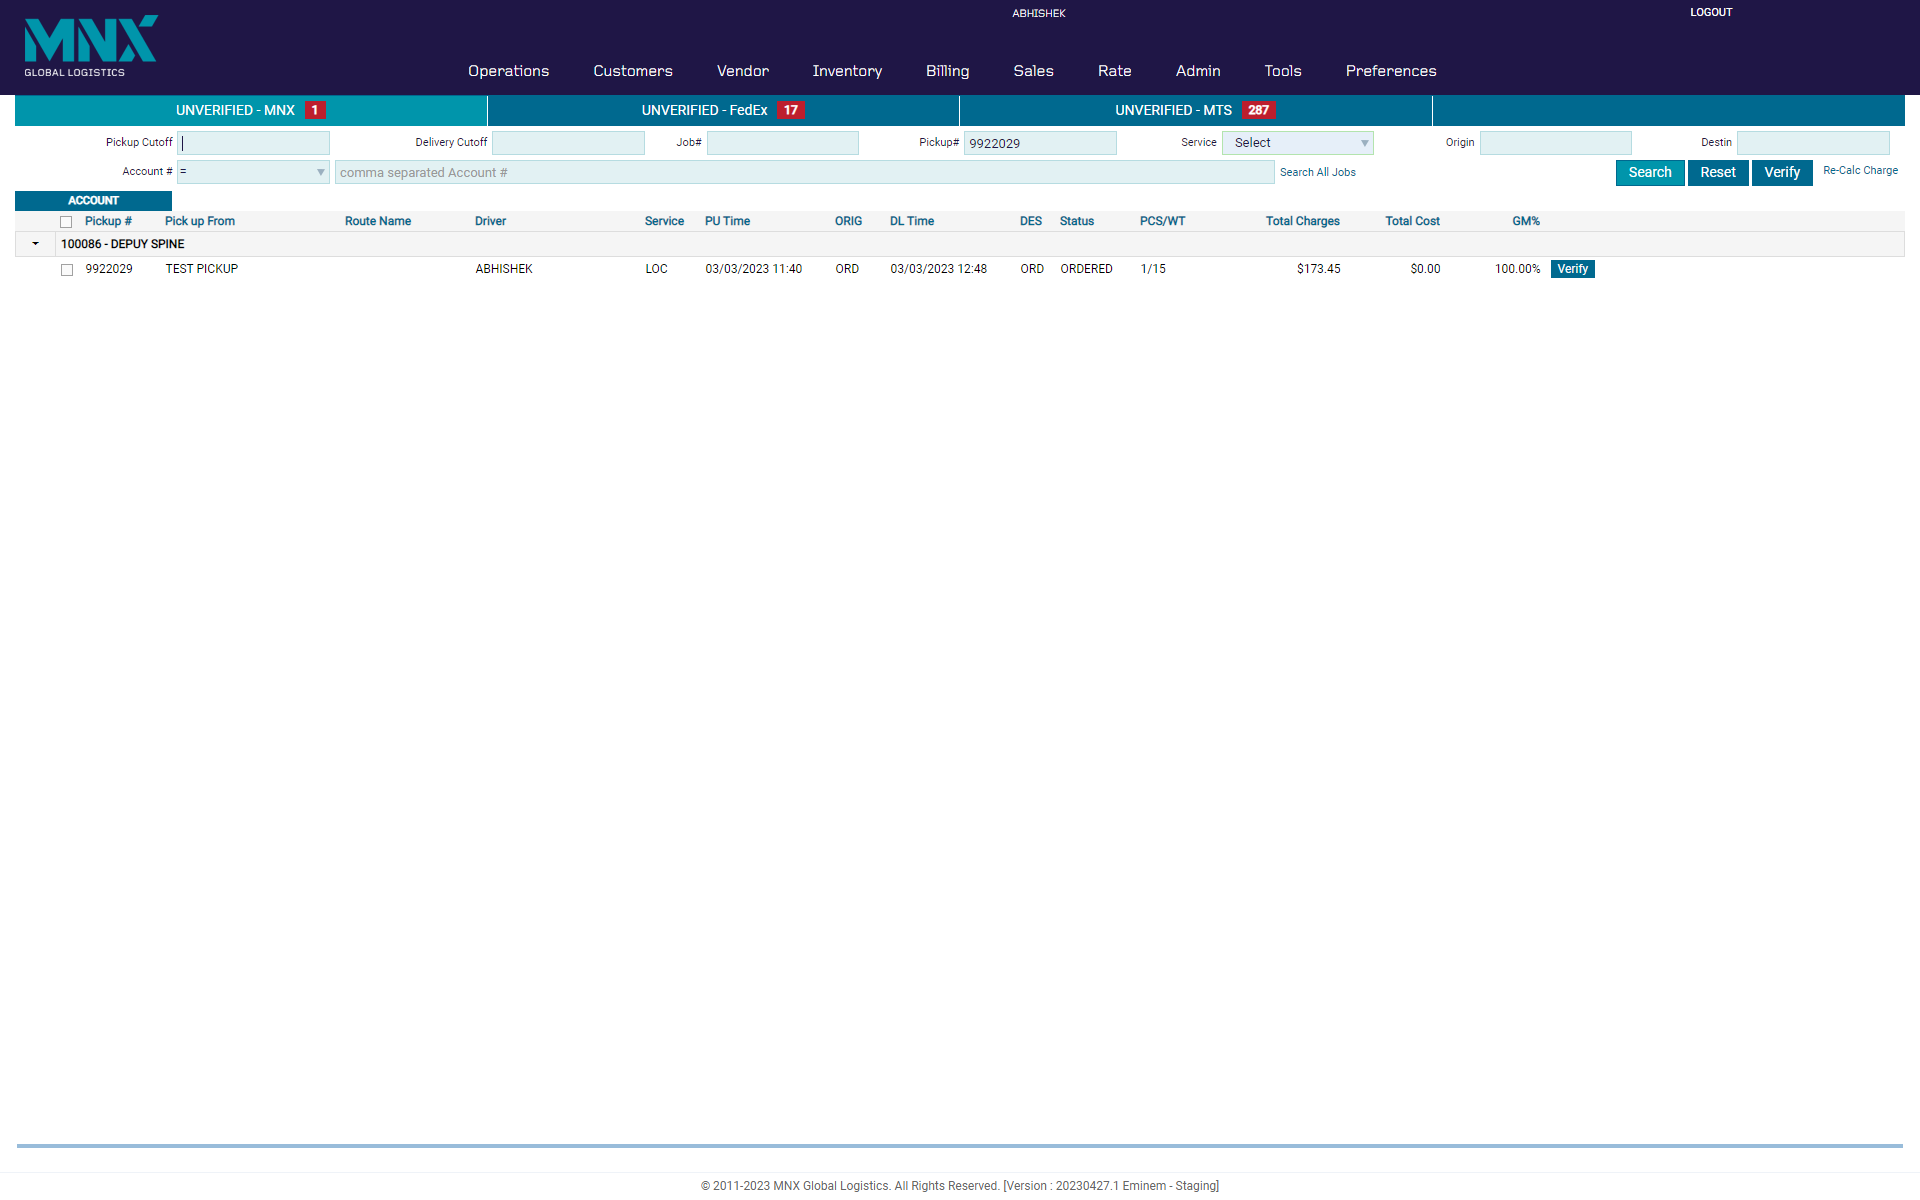 MNX
GLOBAL LOGISTICS
ABHISHEK
LOGOUT
Operations Customers Vendor Inventory Billing Sales Rate Admin Tools Preferences
UNVERIFIED - MNX 1 UNVERIFIED - FedEx 17 UNVERIFIED - MTS 287
Pickup Cutoff Delivery Cutoff Job# Pickup# 9922029 Service Select Origin Destin
Account # = comma separated Account # Search All Jobs Search Reset Verify Re-Calc Charge
ACCOUNT
Pickup # Pick up From Route Name Driver Service PU Time ORIG DL Time DES Status PCS/WT Total Charges Total Cost GM%
100086 - DEPUY SPINE
9922029 TEST PICKUP ABHISHEK LOC 03/03/2023 11:40 ORD 03/03/2023 12:48 ORD ORDERED 1/15 $173.45 $0.00 100.00% Verify
© 2011-2023 MNX Global Logistics. All Rights Reserved. [Version : 20230427.1 Eminem - Staging]